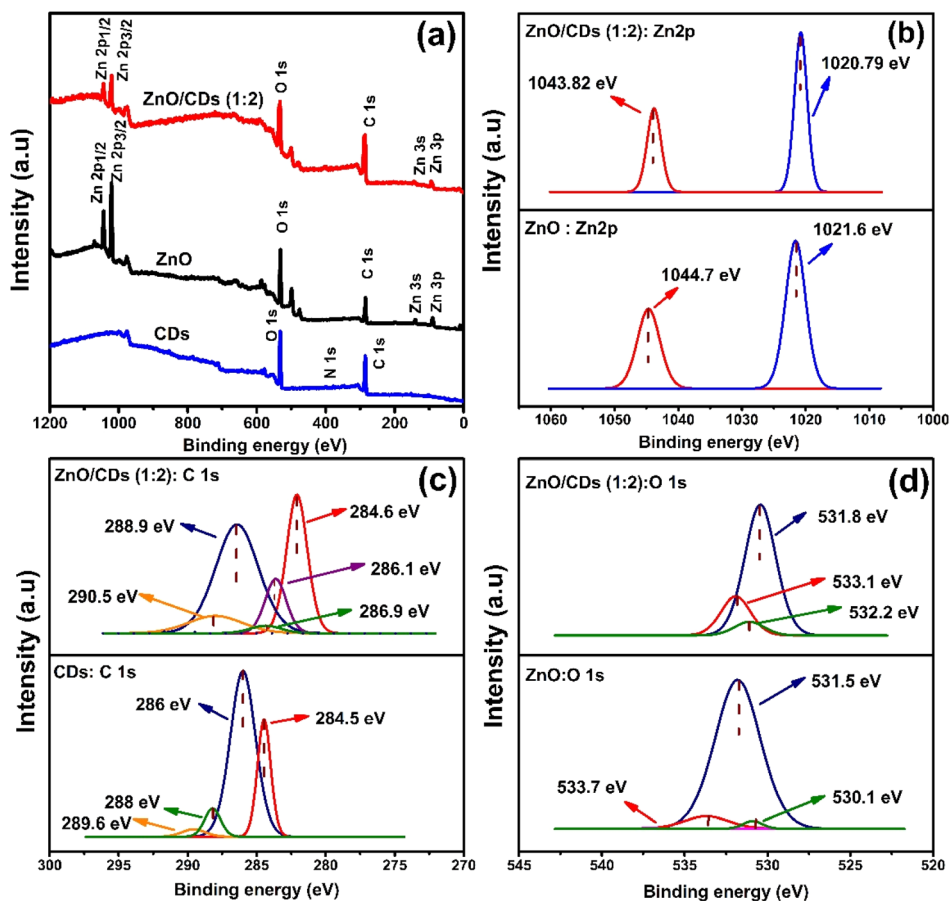 (a)
Zn 2p1/2
Zn 2p3/2
ZnO/CDs (1:2)
O 1s
C 1s
Zn 3s
Zn 3p
Zn 2p1/2
Zn 2p3/2
ZnO
O 1s
C 1s
Zn 3s
Zn 3p
CDs
O 1s
N 1s
C 1s
Intensity (a.u)
1200 1000 800 600 400 200 0
Binding energy (eV)
(b)
ZnO/CDs (1:2): Zn2p
1043.82 eV
1020.79 eV
ZnO : Zn2p
1044.7 eV
1021.6 eV
Intensity (a.u)
1060 1050 1040 1030 1020 1010 1000
Binding energy (eV)
(c)
ZnO/CDs (1:2): C 1s
288.9 eV
284.6 eV
286.1 eV
290.5 eV
286.9 eV
CDs: C 1s
286 eV
284.5 eV
288 eV
289.6 eV
Intensity (a.u)
300 295 290 285 280 275 270
Binding energy (eV)
(d)
ZnO/CDs (1:2):O 1s
531.8 eV
533.1 eV
532.2 eV
ZnO:O 1s
531.5 eV
533.7 eV
530.1 eV
Intensity (a.u)
545 540 535 530 525 520
Binding energy (eV)